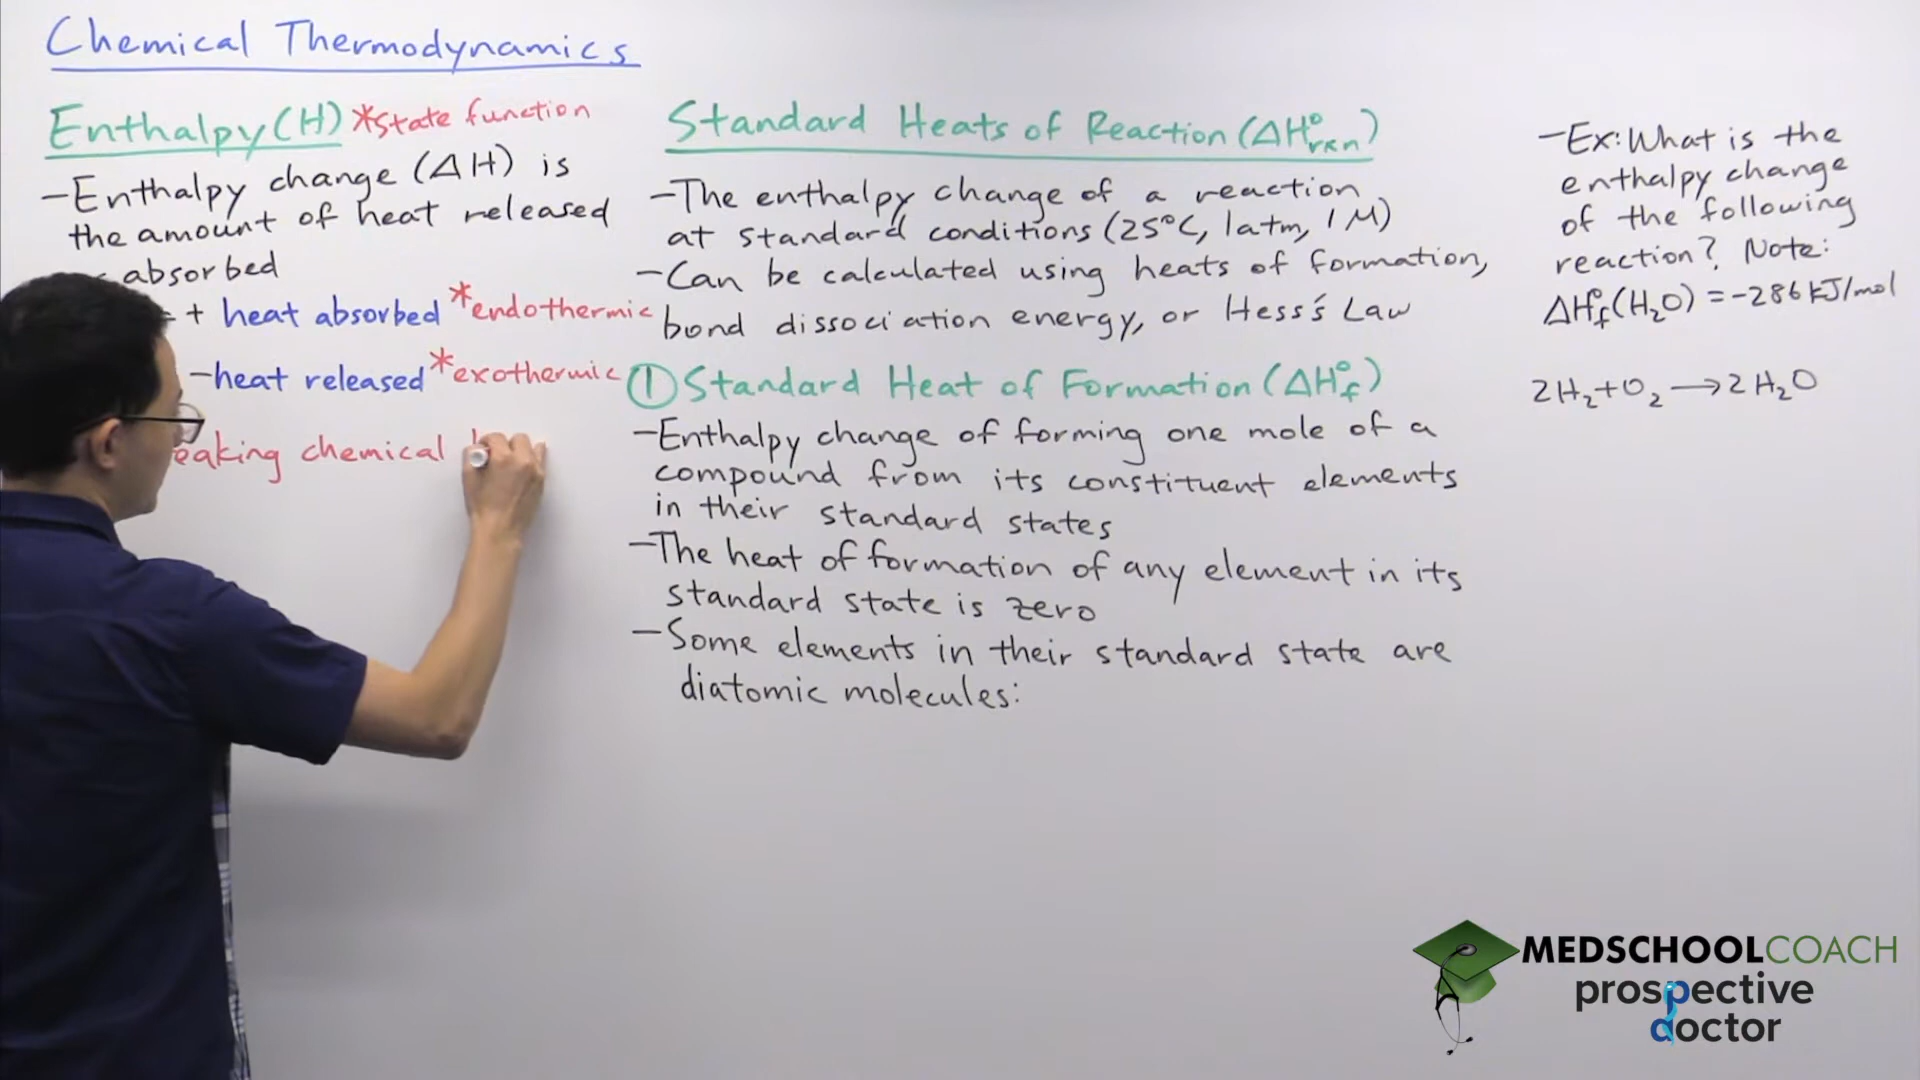 Chemical Thermodynamics
Enthalpy (H) *state function
-Enthalpy change (ΔH) is
the amount of heat released
absorbed
+ heat absorbed *endothermic
-heat released *exothermic
eaking chemical
Standard Heats of Reaction (ΔH°rxn)
-The enthalpy change of a reaction
at standard conditions (25°C, 1atm, 1 M)
-Can be calculated using heats of formation,
bond dissociation energy, or Hess's Law
① Standard Heat of Formation (ΔH°f)
-Enthalpy change of forming one mole of a
compound from its constituent elements
in their standard states
-The heat of formation of any element in its
standard state is zero
-Some elements in their standard state are
diatomic molecules:
-Ex: What is the
enthalpy change
of the following
reaction? Note:
ΔH°f(H₂O) = -286 kJ/mol
2H₂+O₂ → 2H₂O
MEDSCHOOLCOACH
prospective
doctor